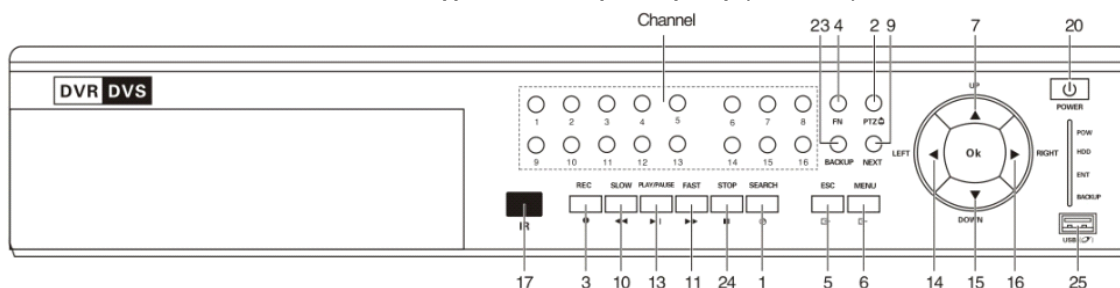 Channel
23 4 2 9 7 20
DVR DVS
UP
POWER
1 2 3 4 5 6 7 8
FN PTZ
POW
9 10 11 12 13 14 15 16
BACKUP NEXT
LEFT Ok RIGHT
HDD
ENT
BACKUP
REC SLOW PLAY/PAUSE FAST STOP SEARCH ESC MENU
DOWN
IR
USB
17 3 10 13 11 24 1 5 6 14 15 16 25